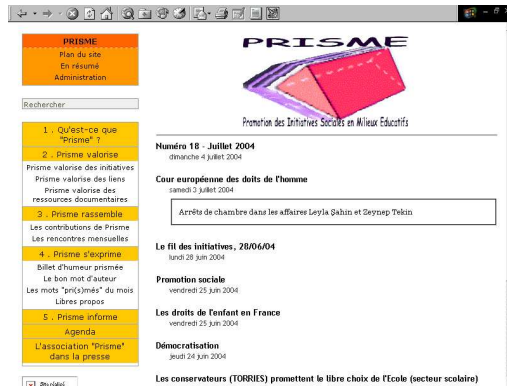 PRISME
Plan du site
En résumé
Administration
Rechercher
1 . Qu'est-ce que
"Prisme" ?
2 . Prisme valorise
Prisme valorise des initiatives
Prisme valorise des liens
Prisme valorise des
ressources documentaires
3 . Prisme rassemble
Les contributions de Prisme
Les rencontres mensuelles
4 . Prisme s'exprime
Billet d'humeur prismée
Le bon mot d'auteur
Les mots "pri(s)més" du mois
Libres propos
5 . Prisme informe
Agenda
L'association "Prisme"
dans la presse
PRISME
Promotion des Initiatives Sociales en Milieux Educatifs
Numéro 18 - Juillet 2004
dimanche 4 juillet 2004
Cour européenne des doits de l'homme
samedi 3 juillet 2004
Arrêts de chambre dans les affaires Leyla Şahin et Zeynep Tekin
Le fil des initiatives, 28/06/04
lundi 28 juin 2004
Promotion sociale
vendredi 25 juin 2004
Les droits de l'enfant en France
vendredi 25 juin 2004
Démocratisation
jeudi 24 juin 2004
Les conservateurs (TORRIES) promettent le libre choix de l'Ecole (secteur scolaire)